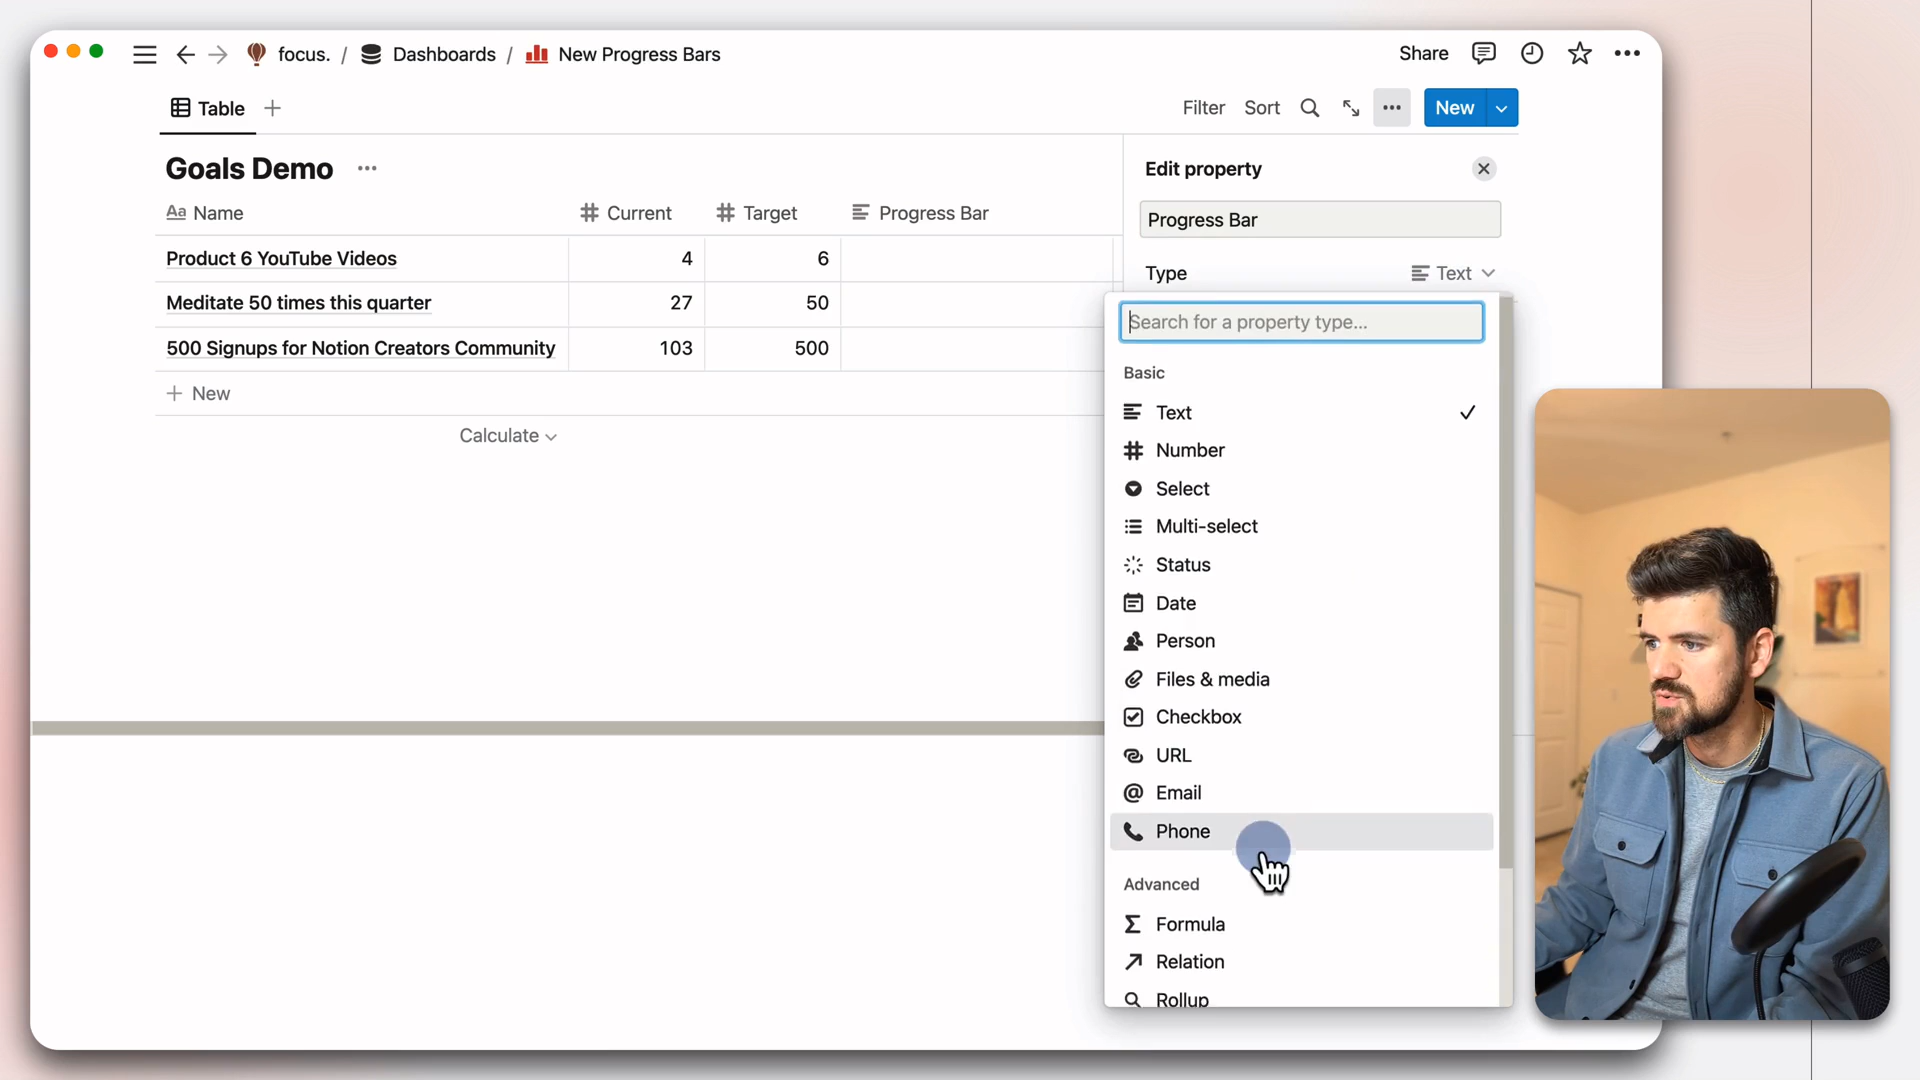 focus. / Dashboards / New Progress Bars
Share
Table
Filter Sort New
Goals Demo
Edit property
Aa Name Current Target Progress Bar
Progress Bar
Product 6 YouTube Videos 4 6
Type Text
Meditate 50 times this quarter 27 50
Search for a property type...
500 Signups for Notion Creators Community 103 500
Basic
+ New
Text
Calculate
Number
Select
Multi-select
Status
Date
Person
Files & media
Checkbox
URL
Email
Phone
Advanced
Formula
Relation
Rollup